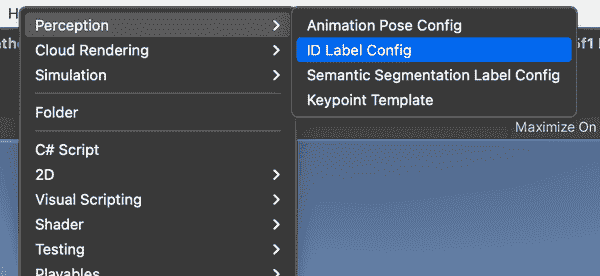 H
Perception
Cloud Rendering
Simulation
Folder
C# Script
2D
Visual Scripting
Shader
Testing
Playables
Animation Pose Config
ID Label Config
Semantic Segmentation Label Config
Keypoint Template
5f1
Maximize On